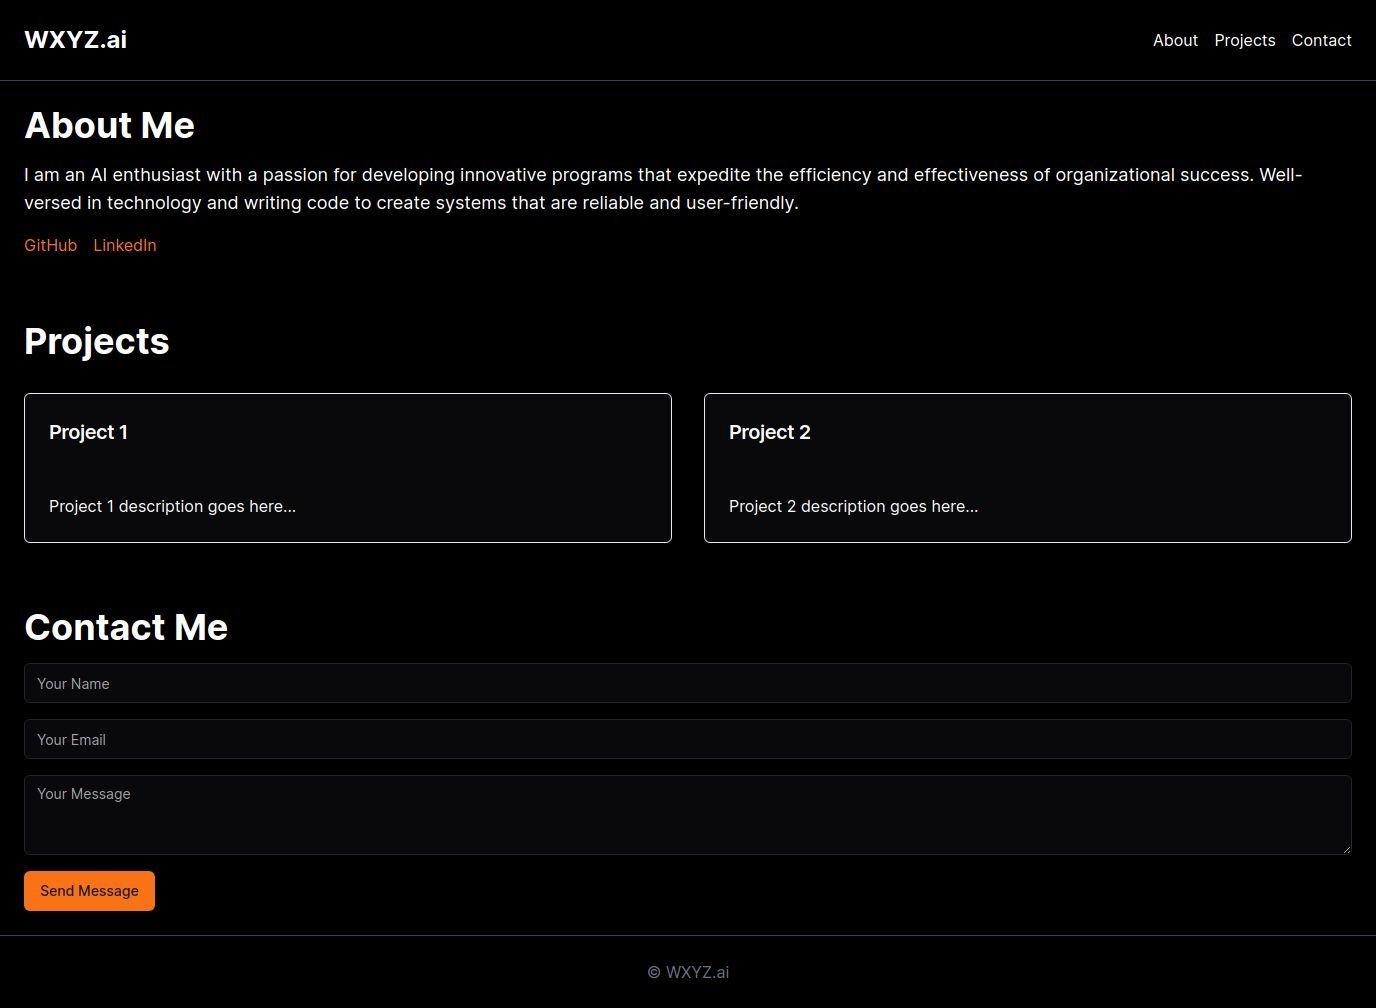 WXYZ.ai
About Projects Contact
About Me
I am an AI enthusiast with a passion for developing innovative programs that expedite the efficiency and effectiveness of organizational success. Well-
versed in technology and writing code to create systems that are reliable and user-friendly.
GitHub LinkedIn
Projects
Project 1
Project 1 description goes here...
Project 2
Project 2 description goes here...
Contact Me
Your Name
Your Email
Your Message
Send Message
© WXYZ.ai